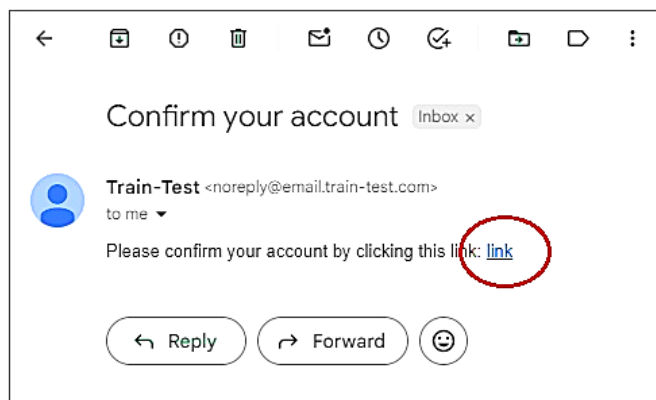 Confirm your account Inbox ×
Train-Test <noreply@email.train-test.com>
to me
Please confirm your account by clicking this link: link
Reply Forward